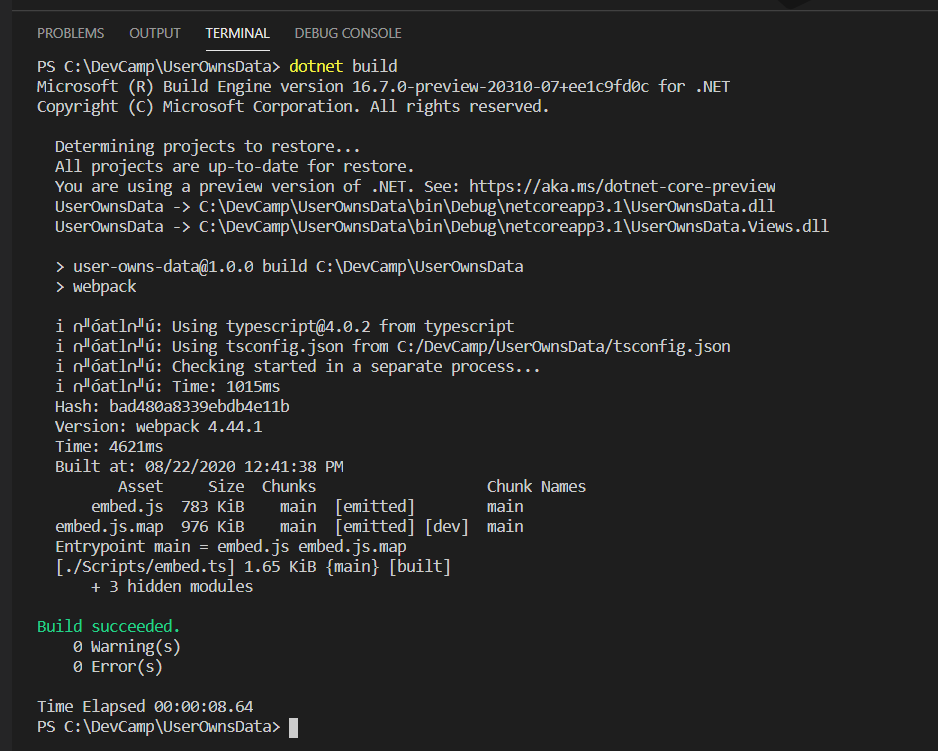 PROBLEMS OUTPUT TERMINAL DEBUG CONSOLE
PS C:\DevCamp\UserOwnsData> dotnet build
Microsoft (R) Build Engine version 16.7.0-preview-20310-07+ee1c9fd0c for .NET
Copyright (C) Microsoft Corporation. All rights reserved.
Determining projects to restore...
All projects are up-to-date for restore.
You are using a preview version of .NET. See: https://aka.ms/dotnet-core-preview
UserOwnsData -> C:\DevCamp\UserOwnsData\bin\Debug\netcoreapp3.1\UserOwnsData.dll
UserOwnsData -> C:\DevCamp\UserOwnsData\bin\Debug\netcoreapp3.1\UserOwnsData.Views.dll
> user-owns-data@1.0.0 build C:\DevCamp\UserOwnsData
> webpack
i ∩╜óatl∩╜ú: Using typescript@4.0.2 from typescript
i ∩╜óatl∩╜ú: Using tsconfig.json from C:/DevCamp/UserOwnsData/tsconfig.json
i ∩╜óatl∩╜ú: Checking started in a separate process...
i ∩╜óatl∩╜ú: Time: 1015ms
Hash: bad480a8339ebdb4e11b
Version: webpack 4.44.1
Time: 4621ms
Built at: 08/22/2020 12:41:38 PM
Asset Size Chunks Chunk Names
embed.js 783 KiB main [emitted] main
embed.js.map 976 KiB main [emitted] [dev] main
Entrypoint main = embed.js embed.js.map
[./Scripts/embed.ts] 1.65 KiB {main} [built]
+ 3 hidden modules
Build succeeded.
0 Warning(s)
0 Error(s)
Time Elapsed 00:00:08.64
PS C:\DevCamp\UserOwnsData>